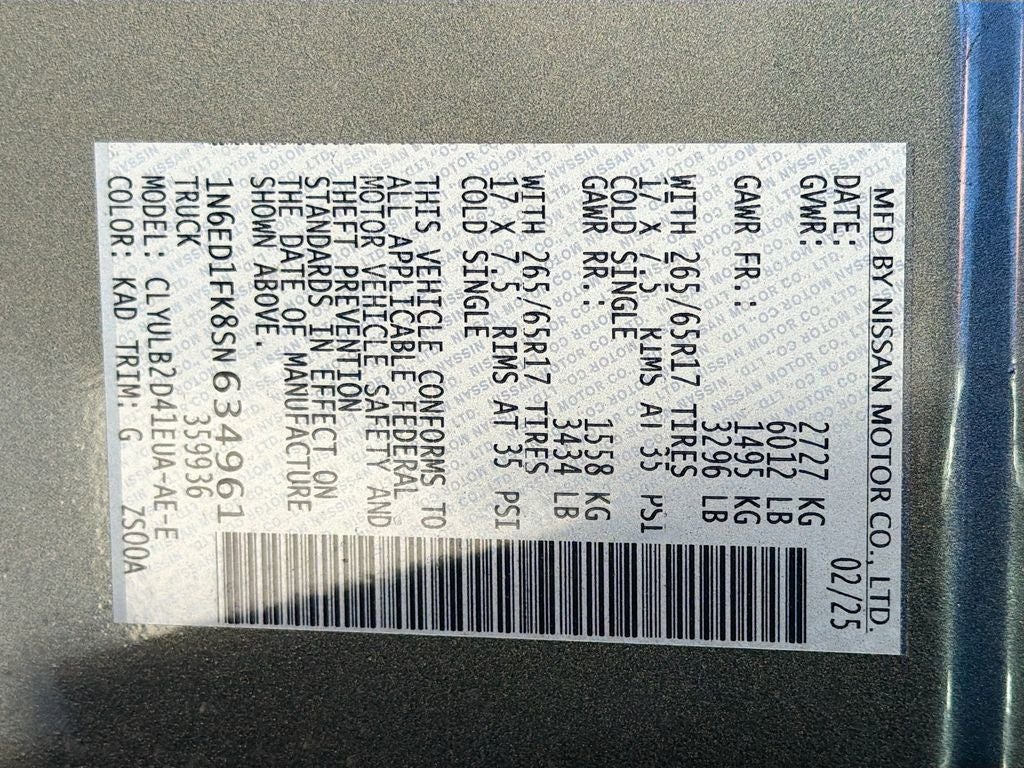 MFD BY NISSAN MOTOR CO., LTD.
DATE: 02/25
GVWR: 2727 KG
6012 LB
GAWR FR.: 1495 KG
3296 LB
WITH 265/65R17 TIRES
17 X 7.5 RIMS AT 35 PSI
COLD SINGLE
GAWR RR.: 1558 KG
3434 LB
WITH 265/65R17 TIRES
17 X 7.5 RIMS AT 35 PSI
COLD SINGLE
THIS VEHICLE CONFORMS TO
ALL APPLICABLE FEDERAL
MOTOR VEHICLE SAFETY AND
THEFT PREVENTION
STANDARDS IN EFFECT ON
THE DATE OF MANUFACTURE
SHOWN ABOVE.
1N6ED1FK8SN634961
TRUCK 359936
MODEL: CLYULB2D41EUA-AE-E
COLOR: KAD TRIM: G ZS00A